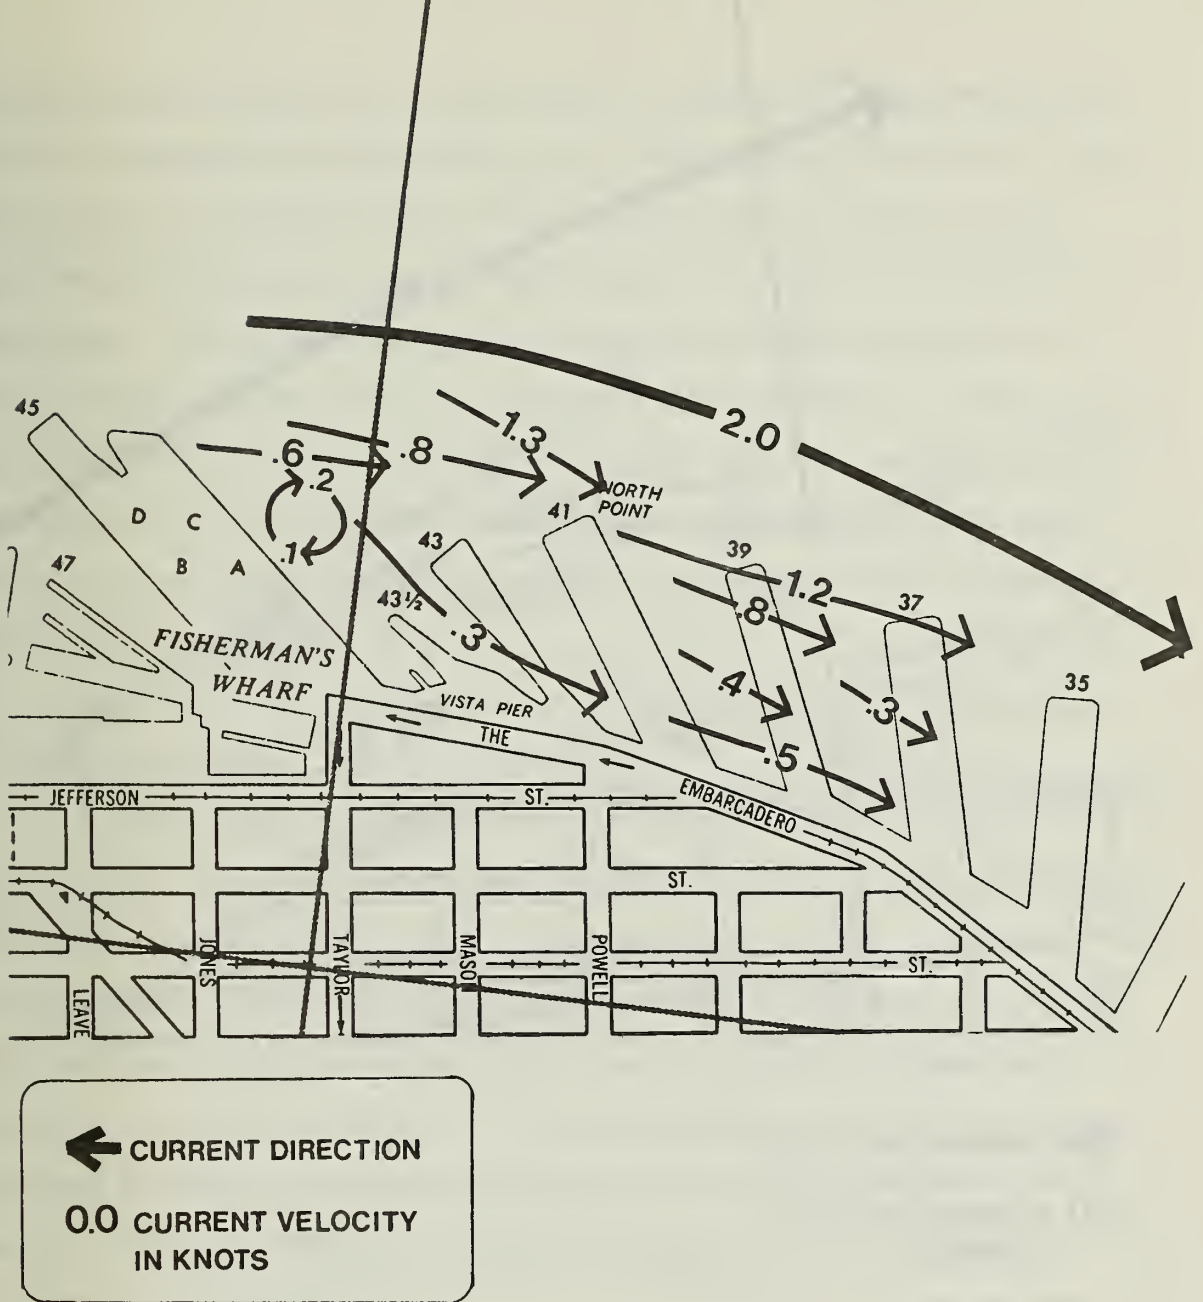 2.0
45
1.3
.6
.8
.2
NORTH
POINT
41
D C
.1
43
39
47
B A
1.2
43½
.8
37
FISHERMAN'S
WHARF
.3
.4
35
VISTA PIER
.3
THE
.5
EMBARCADERO
JEFFERSON
ST.
ST.
JONES
TAYLOR
MASON
POWELL
ST.
LEAVE
CURRENT DIRECTION
0.0 CURRENT VELOCITY
IN KNOTS